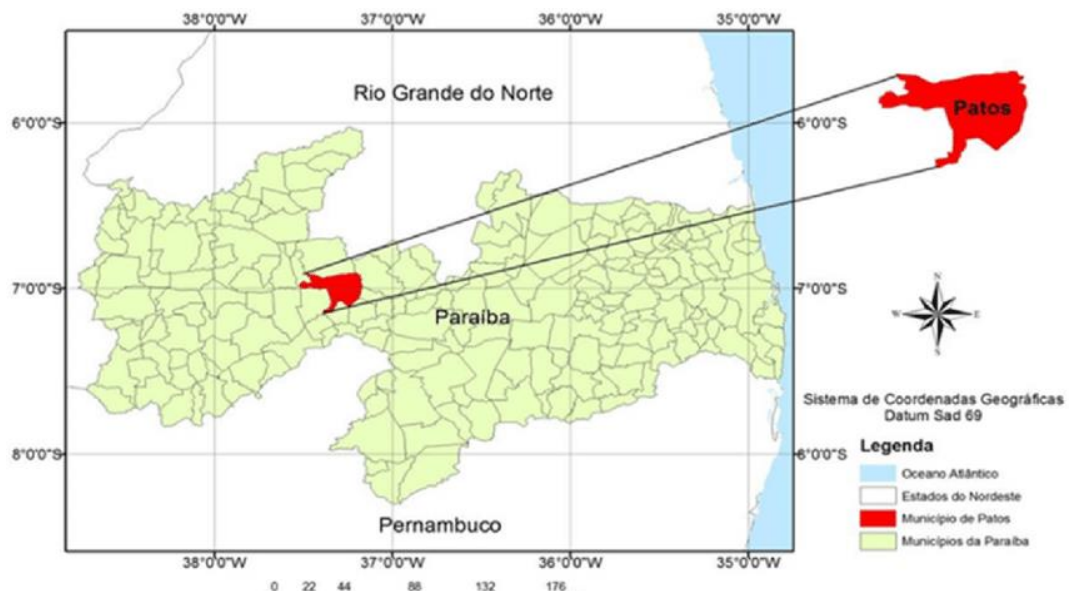 38°0'0"W 37°0'0"W 36°0'0"W 35°0'0"W
Rio Grande do Norte
Patos
6°0'0"S 6°0'0"S
7°0'0"S 7°0'0"S
Paraíba
N
W E
S
Sistema de Coordenadas Geográficas
Datum Sad 69
Legenda
8°0'0"S 8°0'0"S
Oceano Atlântico
Estados do Nordeste
Município de Patos
Municípios da Paraíba
Pernambuco
38°0'0"W 37°0'0"W 36°0'0"W 35°0'0"W
0 22 44 88 132 176